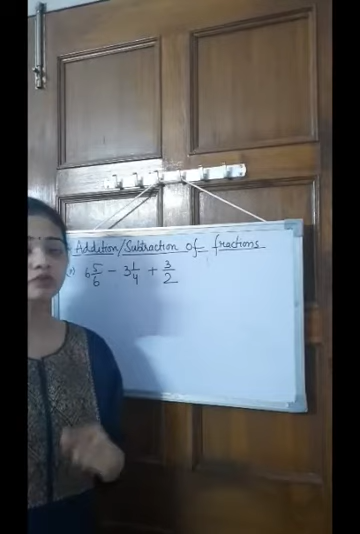 Addition/Subtraction of fractions
6 5/6 - 3 1/4 + 3/2